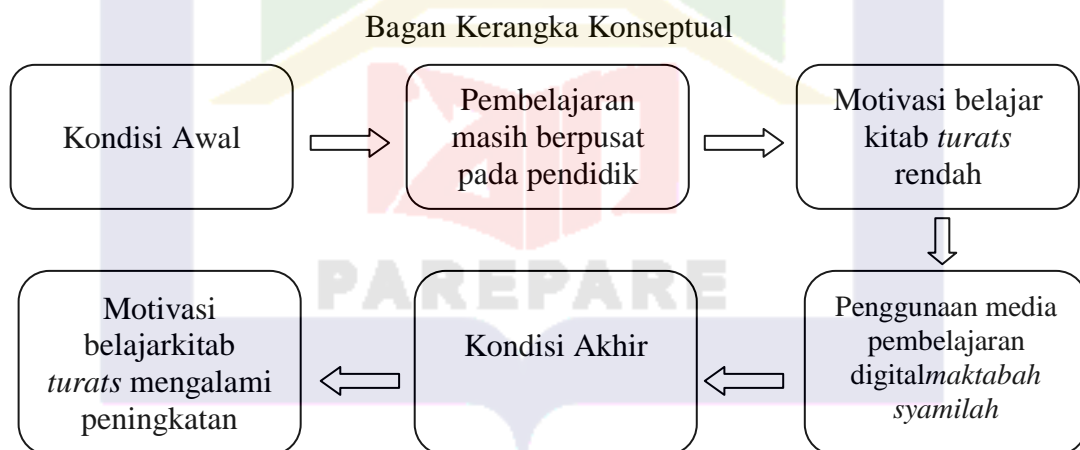 Bagan Kerangka Konseptual
Kondisi Awal
Pembelajaran
masih berpusat
pada pendidik
Motivasi belajar
kitab turats
rendah
Penggunaan media
pembelajaran
digitalmaktabah
syamilah
Kondisi Akhir
Motivasi
belajarkitab
turats mengalami
peningkatan
PAREPARE